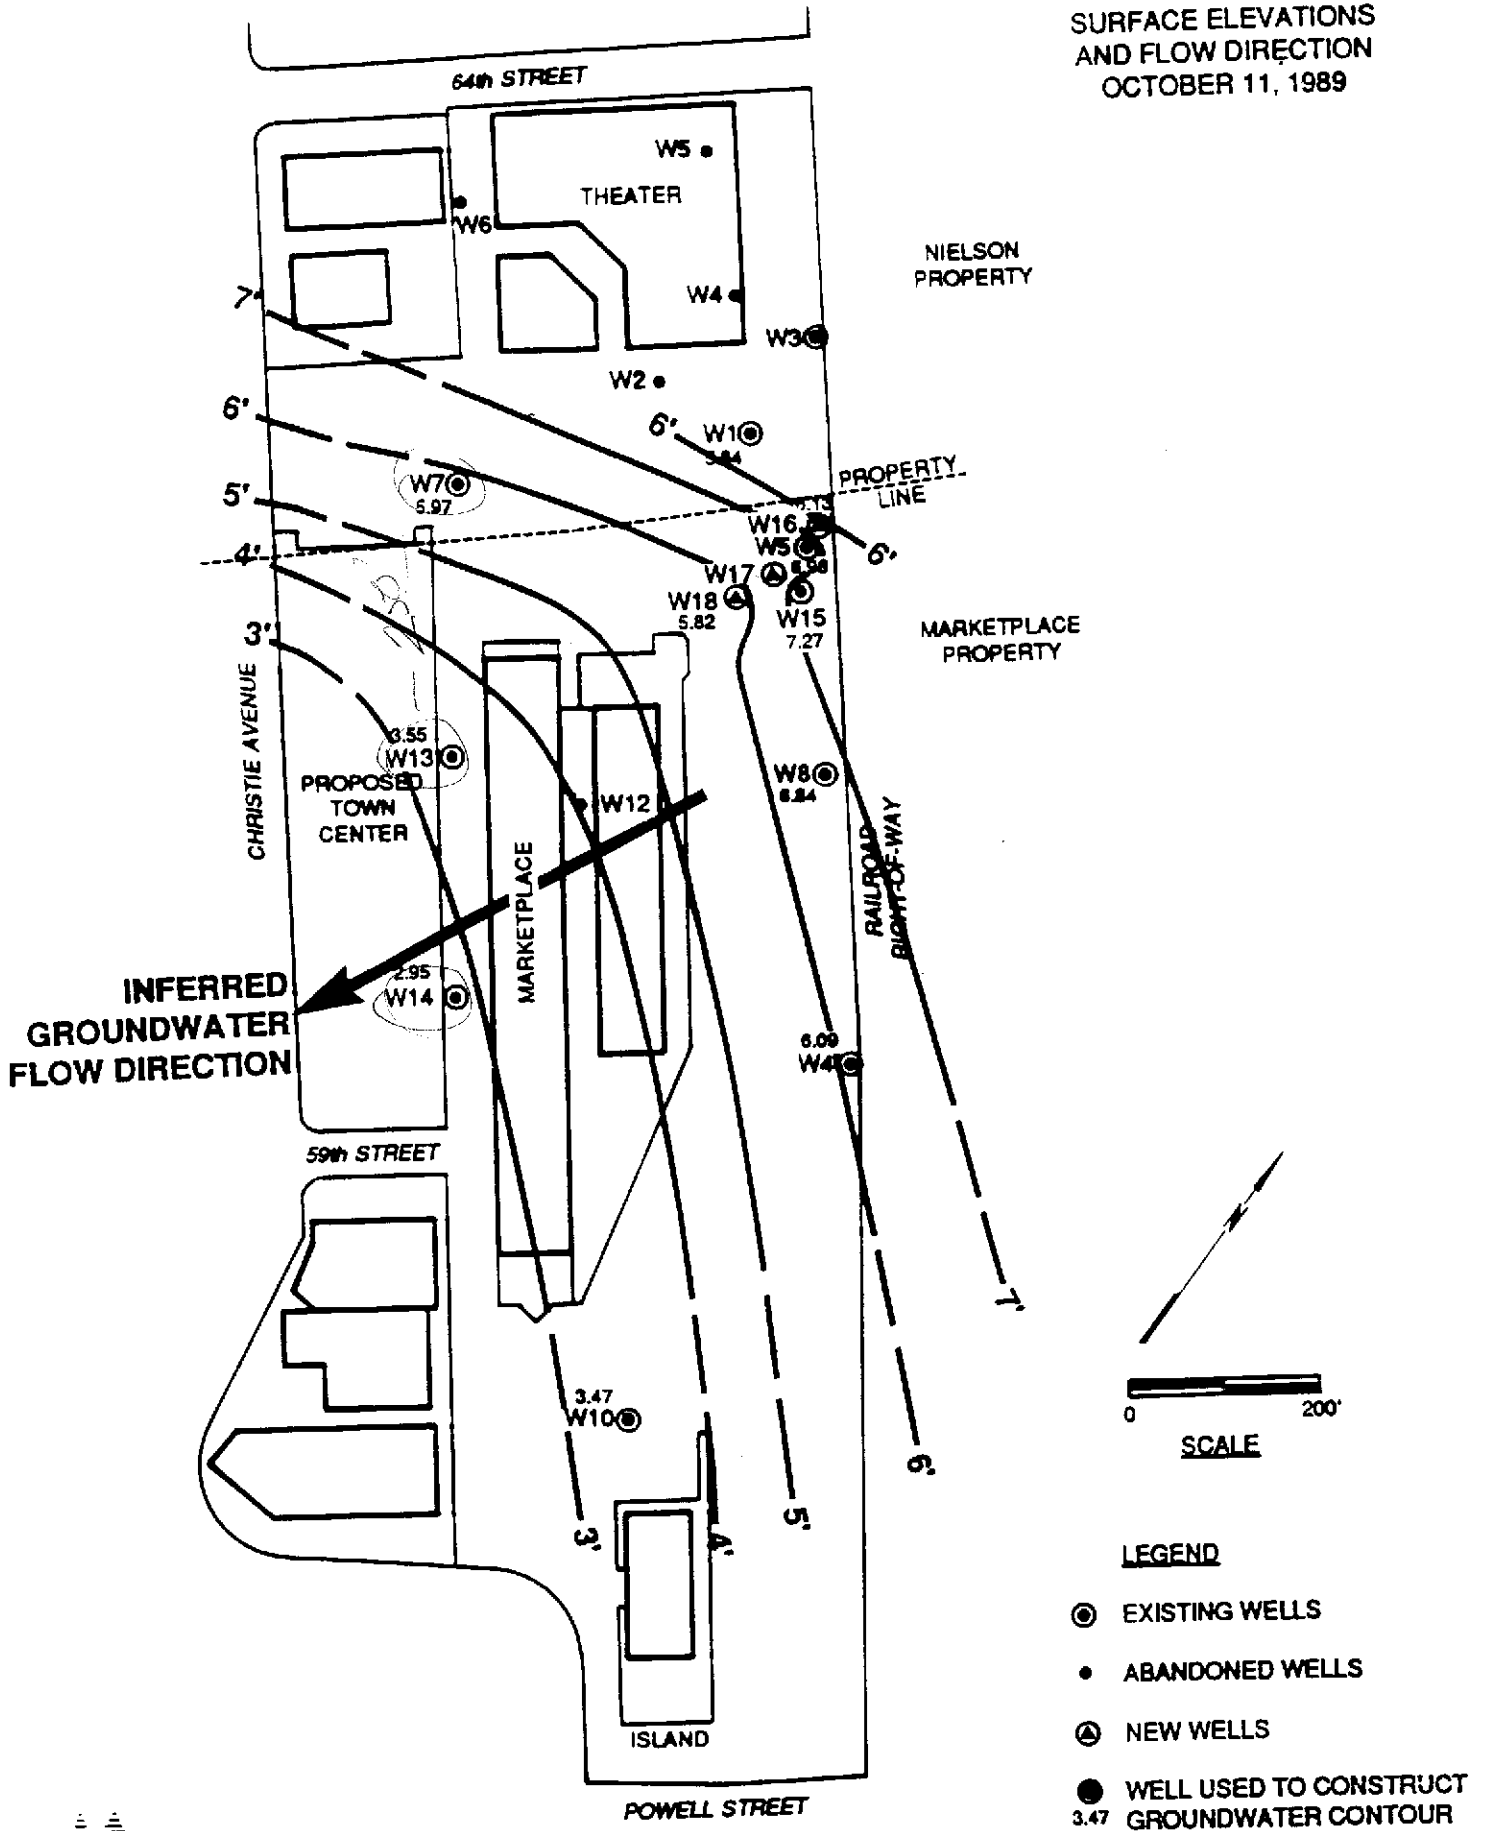 SURFACE ELEVATIONS
AND FLOW DIRECTION
OCTOBER 11, 1989
64th STREET
W5
THEATER
W6
NIELSON
PROPERTY
7'
W4
W3
W2
6'
6'
W1
PROPERTY
LINE
W7
5.97
5'
W16
W5
6'
4'
W17
W18
5.82
W15
7.27
MARKETPLACE
PROPERTY
3'
CHRISTIE AVENUE
3.55
W13
PROPOSED
TOWN
CENTER
W8
6.84
W12
RAILROAD
RIGHT-OF-WAY
MARKETPLACE
2.95
W14
INFERRED
GROUNDWATER
FLOW DIRECTION
6.09
W4
59th STREET
7'
3.47
W10
6'
5'
3'
4'
0
200'
SCALE
LEGEND
EXISTING WELLS
ABANDONED WELLS
NEW WELLS
WELL USED TO CONSTRUCT
3.47 GROUNDWATER CONTOUR
ISLAND
POWELL STREET